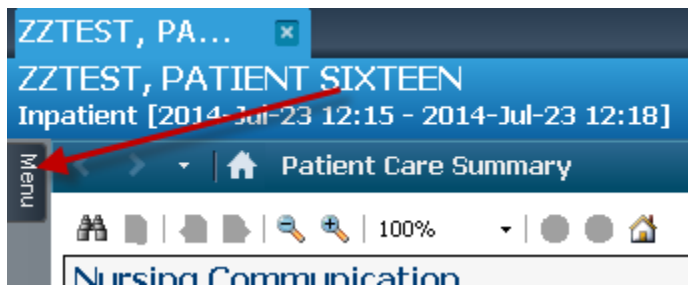 ZZTEST, PA...
ZZTEST, PATIENT SIXTEEN
Inpatient [2014-Jul-23 12:15 - 2014-Jul-23 12:18]
Menu
Patient Care Summary
100%
Nursing Communication